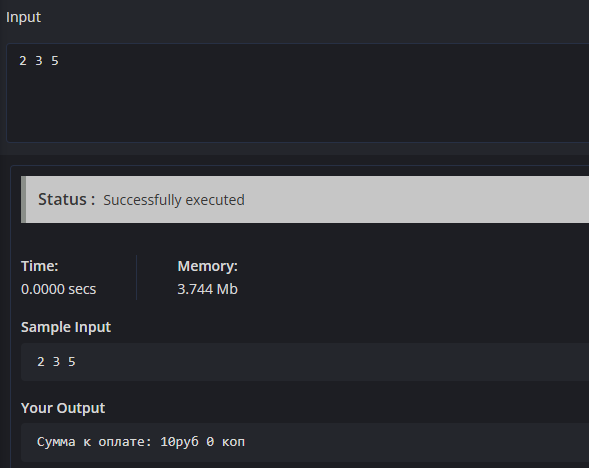 Input
2 3 5
Status : Successfully executed
Time:
0.0000 secs
Memory:
3.744 Mb
Sample Input
2 3 5
Your Output
Сумма к оплате: 10руб 0 коп